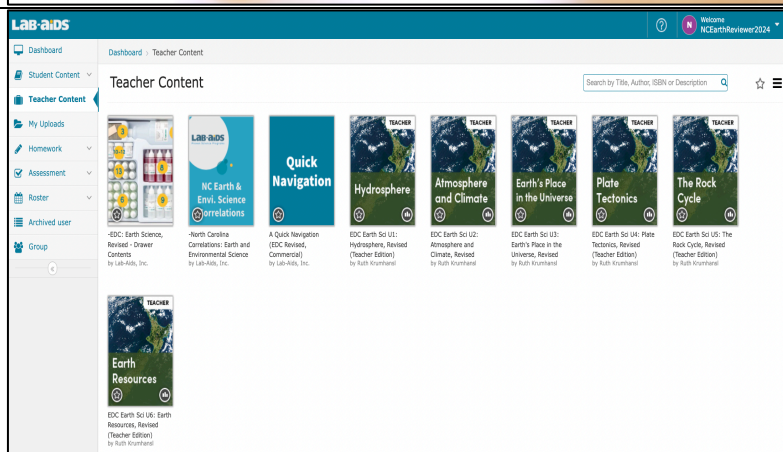 LaB-aiDS
?
N
Welcome
NCEarthReviewer2024
Dashboard
Student Content
Teacher Content
My Uploads
Homework
Assessment
Roster
Archived user
Group
Dashboard > Teacher Content
Teacher Content
Search by Title, Author, ISBN or Description
3
8
13
6
9
-EDC: Earth Science,
Revised - Drawer
Contents
by Lab-Aids, Inc.
LAB-AIDS
NC Earth &
Envi. Science
orrelations
-North Carolina
Correlations: Earth and
Environmental Science
by Lab-Aids, Inc.
Quick
Navigation
A Quick Navigation
(EDC Revised,
Commercial)
by Lab-Aids, Inc.
TEACHER
Hydrosphere
EDC Earth Sci U1:
Hydrosphere, Revised
(Teacher Edition)
by Ruth Krumhansl
TEACHER
Atmosphere
and Climate
EDC Earth Sci U2:
Atmosphere and
Climate, Revised
(Teacher Edition)
by Ruth Krumhansl
TEACHER
Earth's Place
in the Universe
EDC Earth Sci U3:
Earth's Place in the
Universe, Revised
(Teacher Edition)
by Ruth Krumhansl
TEACHER
Plate
Tectonics
EDC Earth Sci U4: Plate
Tectonics, Revised
(Teacher Edition)
by Ruth Krumhansl
TEACHER
The Rock
Cycle
EDC Earth Sci U5: The
Rock Cycle, Revised
(Teacher Edition)
by Ruth Krumhansl
TEACHER
Earth
Resources
EDC Earth Sci U6: Earth
Resources, Revised
(Teacher Edition)
by Ruth Krumhansl